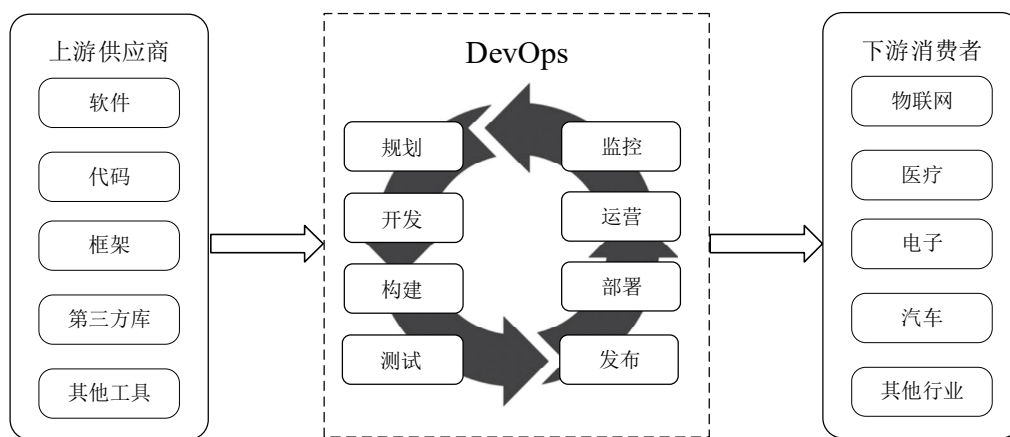 上游供应商
软件
代码
框架
第三方库
其他工具
DevOps
规划
开发
构建
测试
监控
运营
部署
发布
下游消费者
物联网
医疗
电子
汽车
其他行业